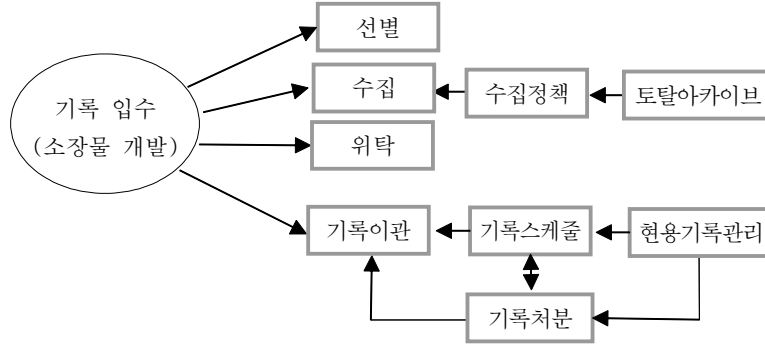 선별
기록 입수
(소장물 개발)
수집
수집정책
토탈아카이브
위탁
기록이관
기록스케줄
현용기록관리
기록처분